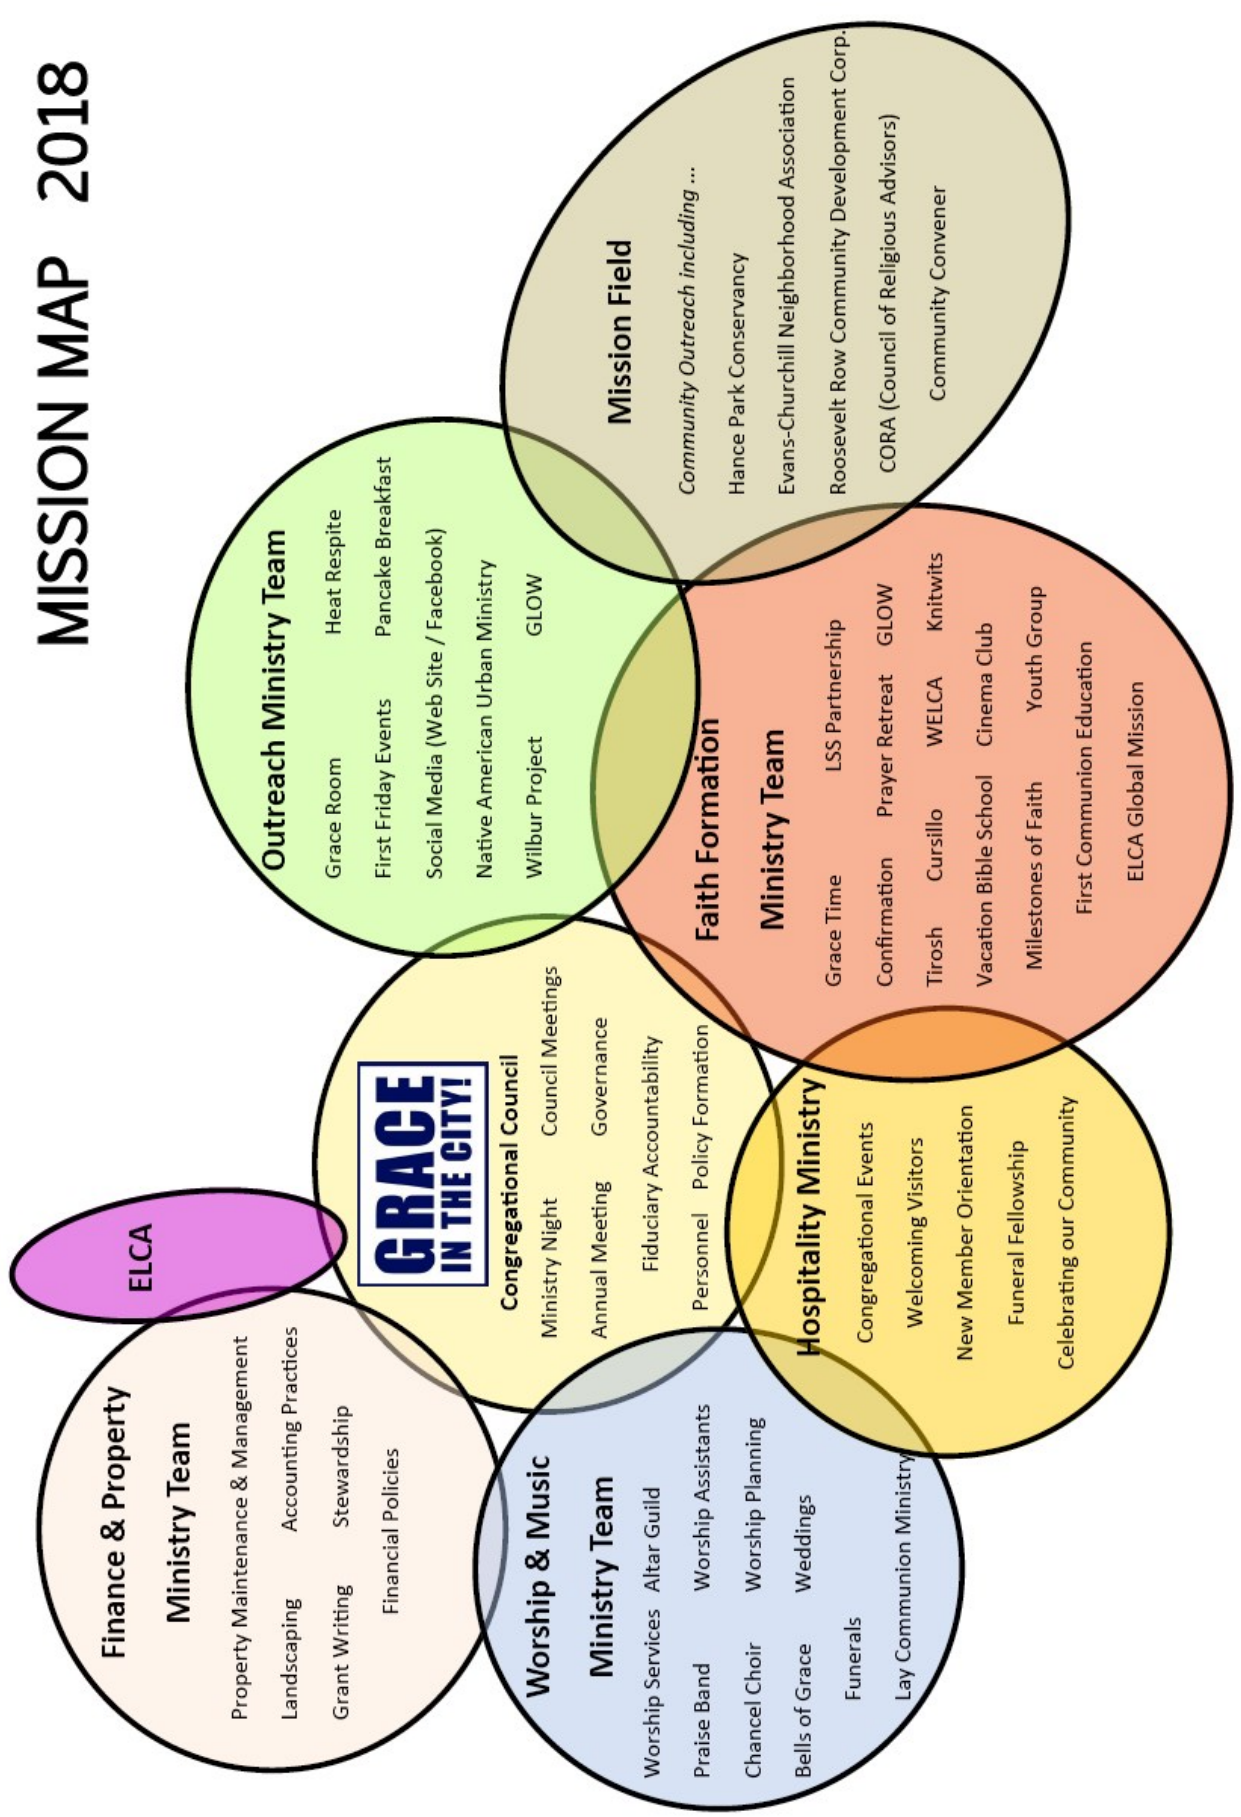 MISSION MAP 2018
ELCA
Finance & Property
Ministry Team
Property Maintenance & Management
Landscaping Accounting Practices
Grant Writing Stewardship
Financial Policies
GRACE
IN THE CITY!
Congregational Council
Ministry Night Council Meetings
Annual Meeting Governance
Fiduciary Accountability
Personnel Policy Formation
Outreach Ministry Team
Grace Room Heat Respite
First Friday Events Pancake Breakfast
Social Media (Web Site / Facebook)
Native American Urban Ministry
Wilbur Project GLOW
Mission Field
Community Outreach including ...
Hance Park Conservancy
Evans-Churchill Neighborhood Association
Roosevelt Row Community Development Corp.
CORA (Council of Religious Advisors)
Community Convener
Worship & Music
Ministry Team
Worship Services Altar Guild
Praise Band Worship Assistants
Chancel Choir Worship Planning
Bells of Grace Weddings
Funerals
Lay Communion Ministry
Hospitality Ministry
Congregational Events
Welcoming Visitors
New Member Orientation
Funeral Fellowship
Celebrating our Community
Faith Formation
Ministry Team
Grace Time LSS Partnership
Confirmation Prayer Retreat GLOW
Tirosh Cursillo WELCA Knitwits
Vacation Bible School Cinema Club
Milestones of Faith Youth Group
First Communion Education
ELCA Global Mission